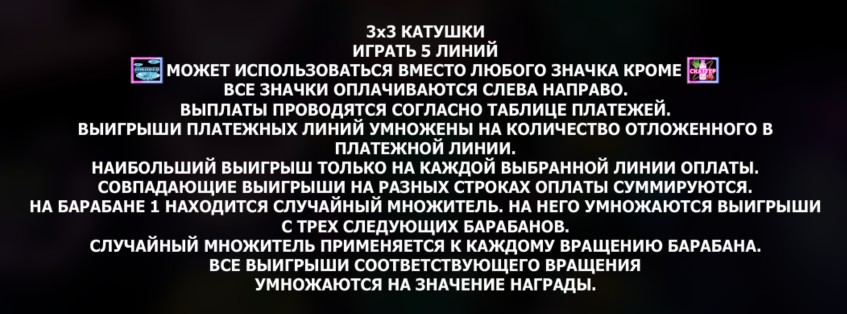 3x3 КАТУШКИ
ИГРАТЬ 5 ЛИНИЙ
МОЖЕТ ИСПОЛЬЗОВАТЬСЯ ВМЕСТО ЛЮБОГО ЗНАЧКА КРОМЕ СКАТТЕР
ВСЕ ЗНАЧКИ ОПЛАЧИВАЮТСЯ СЛЕВА НАПРАВО.
ВЫПЛАТЫ ПРОВОДЯТСЯ СОГЛАСНО ТАБЛИЦЕ ПЛАТЕЖЕЙ.
ВЫИГРЫШИ ПЛАТЕЖНЫХ ЛИНИЙ УМНОЖЕНЫ НА КОЛИЧЕСТВО ОТЛОЖЕННОГО В
ПЛАТЕЖНОЙ ЛИНИИ.
НАИБОЛЬШИЙ ВЫИГРЫШ ТОЛЬКО НА КАЖДОЙ ВЫБРАННОЙ ЛИНИИ ОПЛАТЫ.
СОВПАДАЮЩИЕ ВЫИГРЫШИ НА РАЗНЫХ СТРОКАХ ОПЛАТЫ СУММИРУЮТСЯ.
НА БАРАБАНЕ 1 НАХОДИТСЯ СЛУЧАЙНЫЙ МНОЖИТЕЛЬ. НА НЕГО УМНОЖАЮТСЯ ВЫИГРЫШИ
С ТРЕХ СЛЕДУЮЩИХ БАРАБАНОВ.
СЛУЧАЙНЫЙ МНОЖИТЕЛЬ ПРИМЕНЯЕТСЯ К КАЖДОМУ ВРАЩЕНИЮ БАРАБАНА.
ВСЕ ВЫИГРЫШИ СООТВЕТСТВУЮЩЕГО ВРАЩЕНИЯ
УМНОЖАЮТСЯ НА ЗНАЧЕНИЕ НАГРАДЫ.